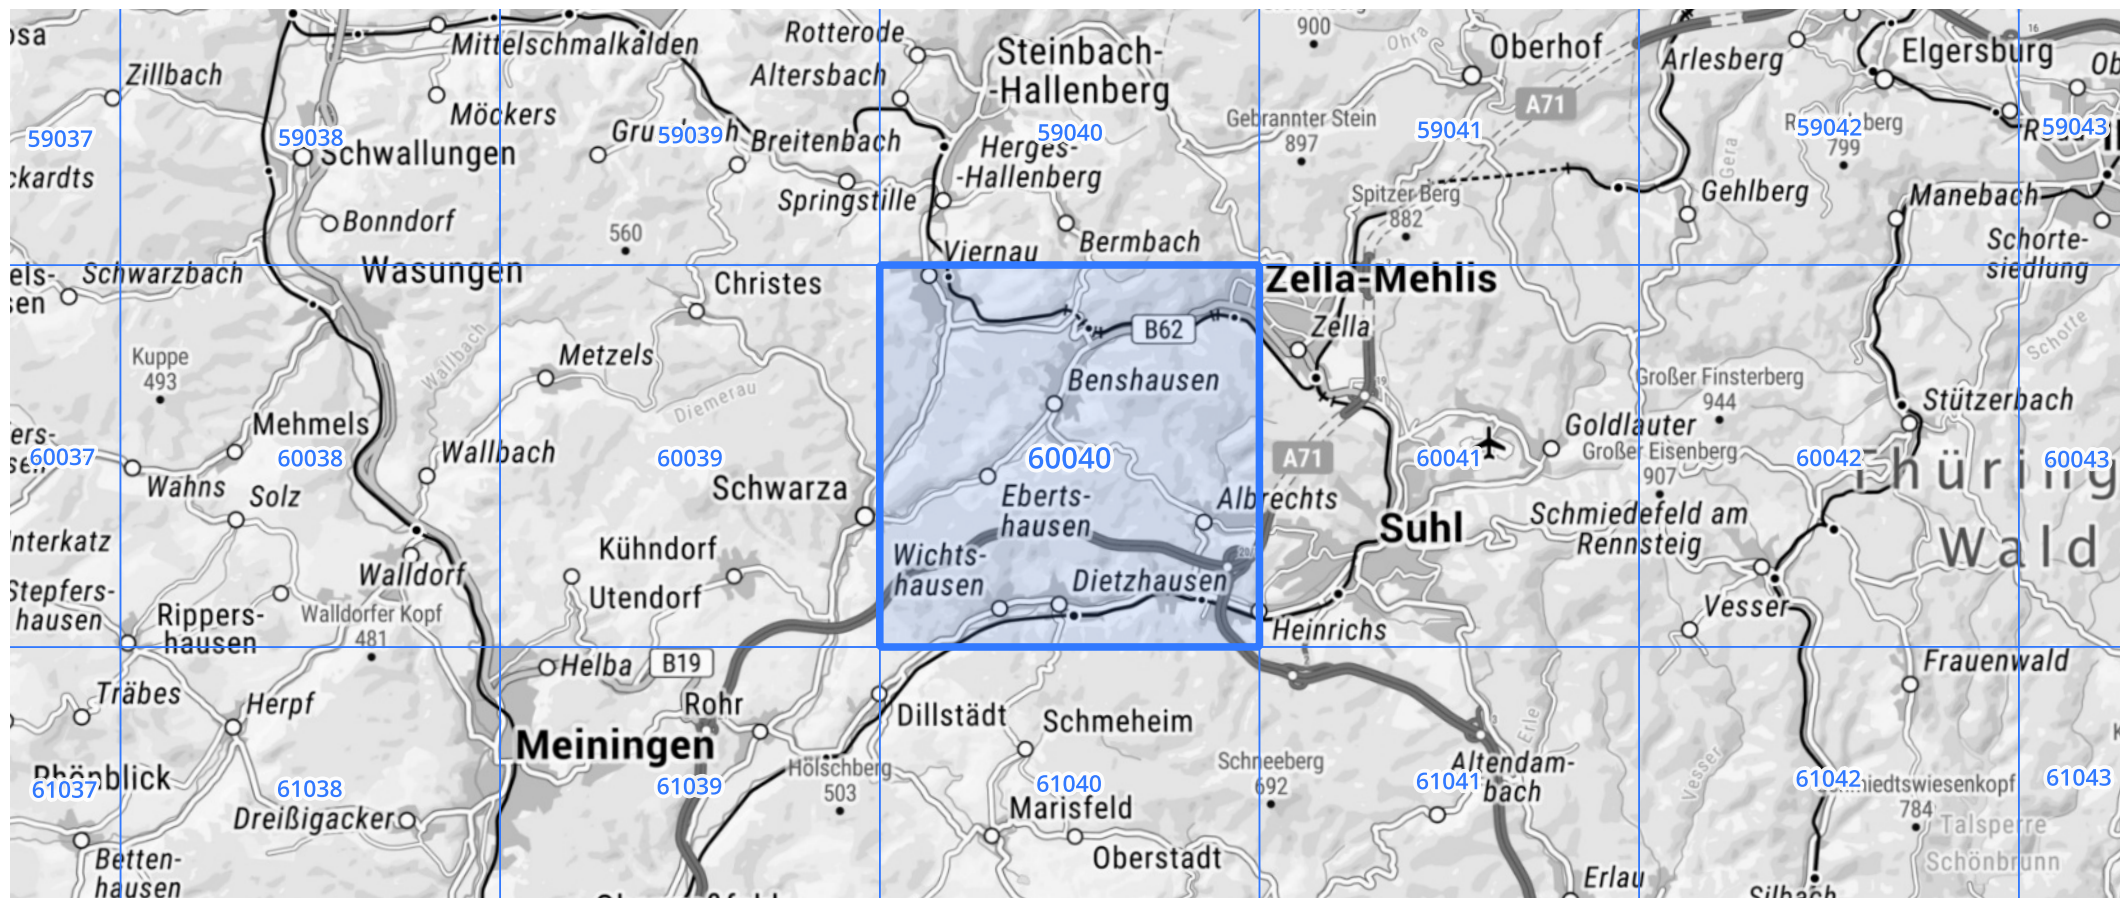 900
Rotterode
Ohra
Oberhof
16
Mittelschmalkalden
Steinbach-
-Hallenberg
Arlesberg
Elgersburg
Zillbach
Altersbach
Möckers
A71
59037
59038
59039
59040
59041
59042
59043
Gebrannter Stein
897
Schwallungen
Breitenbach
Herges-
-Hallenberg
799
Gera
Springstille
Spitzer Berg
882
Gehlberg
Manebach
Bonndorf
560
Viernau
Bermbach
Schorte-
siedlung
Schwarzbach
Wasungen
Christes
Zella-Mehlis
Zella
B62
Schorte
Kuppe
493
Wallbach
Metzels
Diemerau
Benshausen
19
Großer Finsterberg
944
Stützerbach
Mehmels
Wallbach
Goldlauter
Großer Eisenberg
907
60037
60038
60039
60040
60041
60042
60043
A71
Thüring
Wald
Wahns
Solz
Schwarza
Eberts-
hausen
Albrechts
Suhl
Schmiedefeld am
Rennsteig
Kühndorf
Wichts-
hausen
Dietzhausen
Walldorf
Utendorf
Stepfers-
hausen
Rippers-
hausen
Walldorfer Kopf
481
Heinrichs
Vesser
Helba
B19
Frauenwald
Träbes
Herpf
Rohr
Dillstädt
Schmeheim
Meiningen
Erle
Vesser
Rhönblick
Hölschberg
503
Schneeberg
692
Altendam-
bach
61037
61038
61039
61040
61041
61042
61043
784
Dreißigacker
Marisfeld
Talsperre
Schönbrunn
Betten-
hausen
Oberstadt
Erlau
Silbach